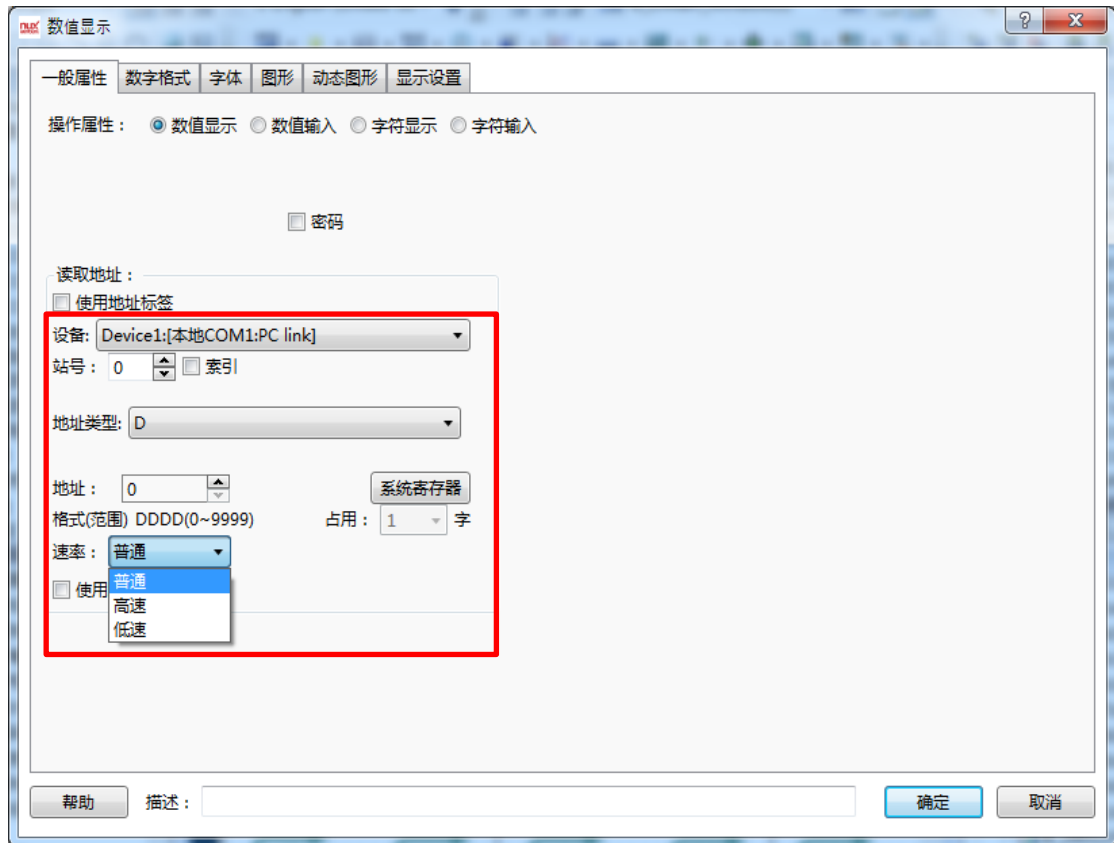 数值显示
一般属性 数字格式 字体 图形 动态图形 显示设置
操作属性： 数值显示 数值输入 字符显示 字符输入
密码
读取地址：
使用地址标签
设备: Device1:[本地COM1:PC link]
站号： 0 索引
地址类型: D
地址： 0 系统寄存器
格式(范围) DDDD(0~9999) 占用： 1 字
速率： 普通
普通
使用
高速
低速
帮助 描述： 确定 取消